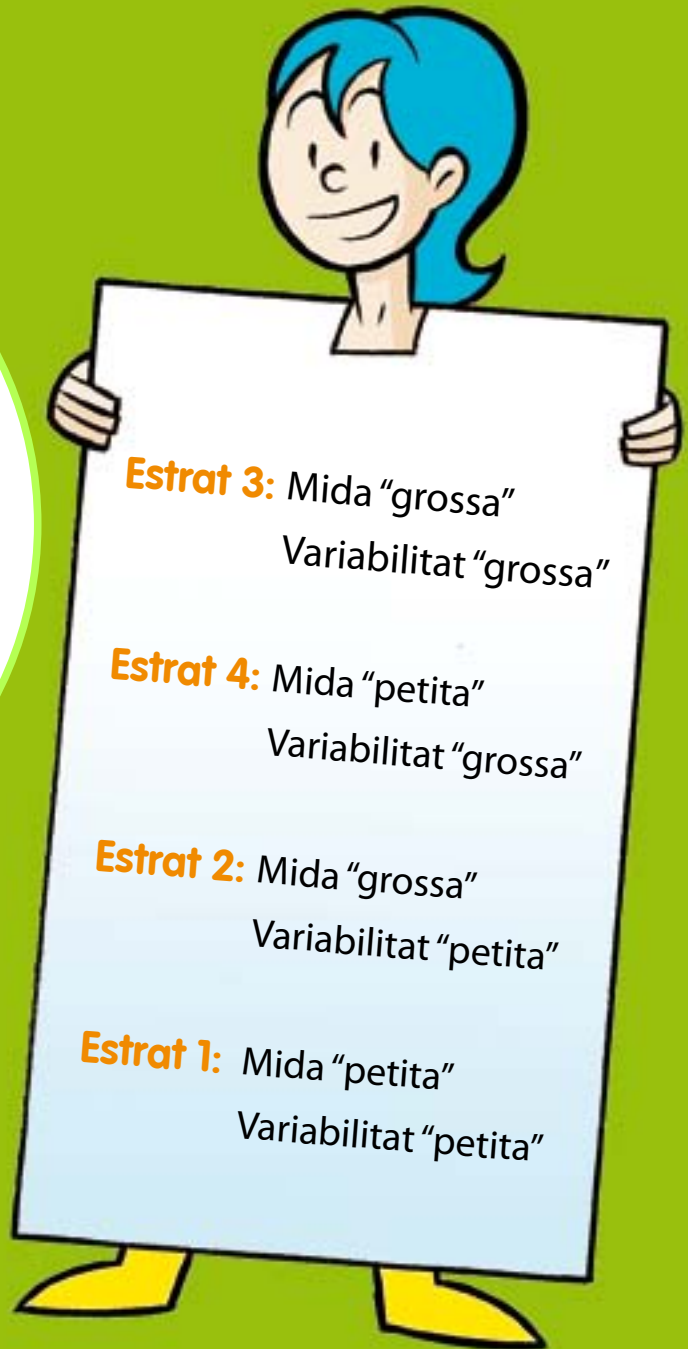 Estrat 3: Mida “grossa”
Variabilitat “grossa”
Estrat 4: Mida “petita”
Variabilitat “grossa”
Estrat 2: Mida “grossa”
Variabilitat “petita”
Estrat 1: Mida “petita”
Variabilitat “petita”